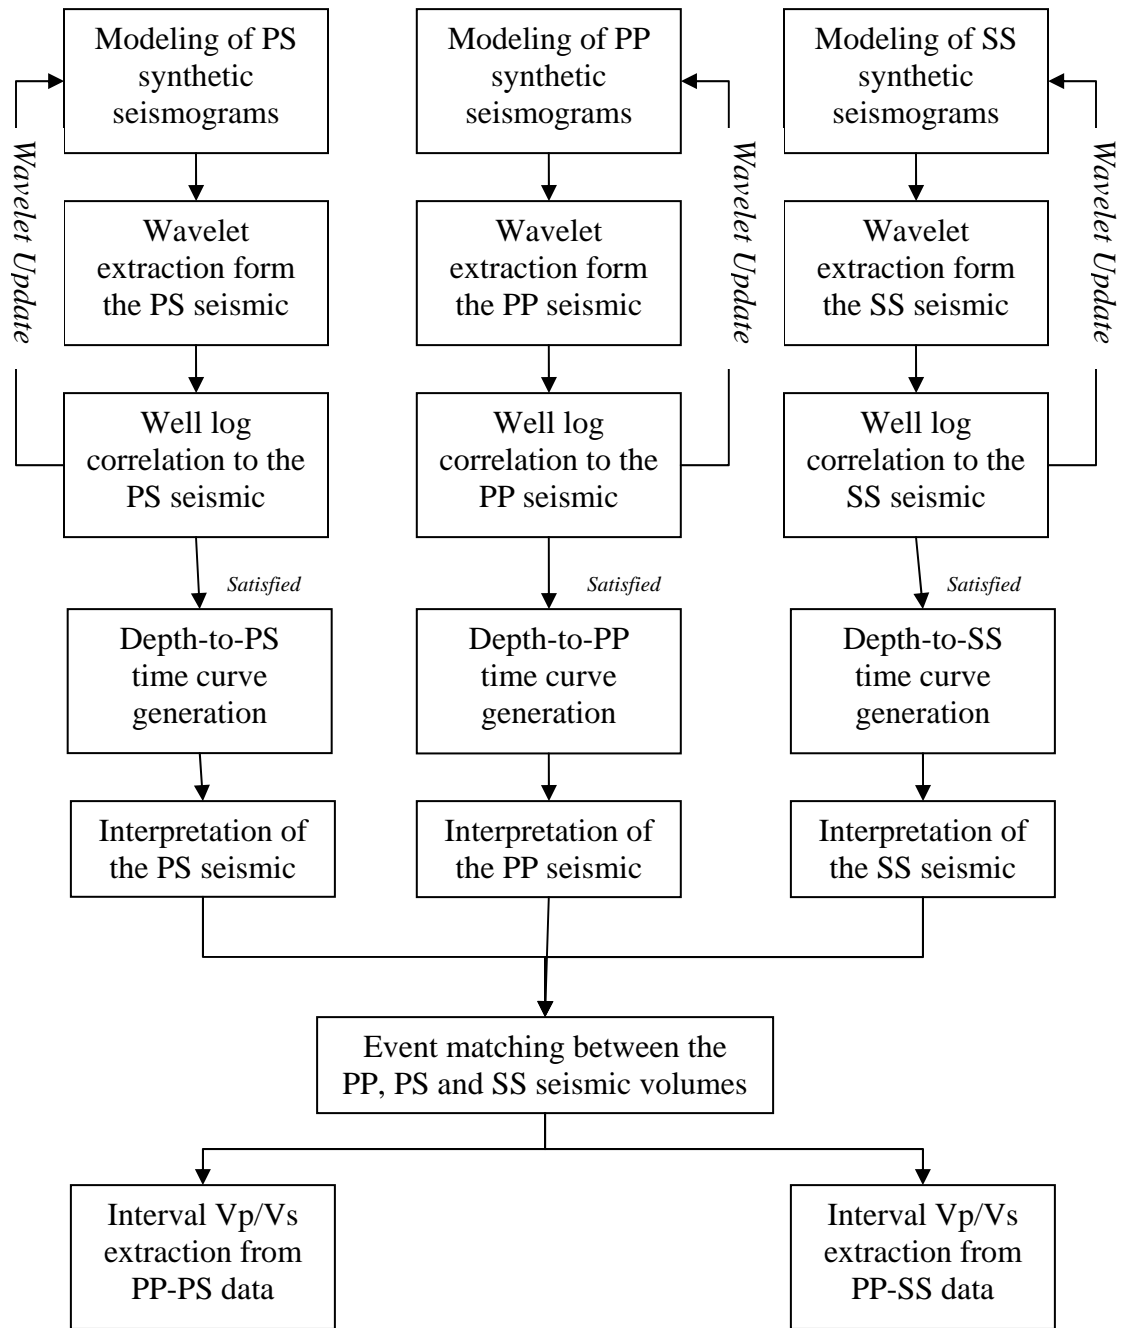 Modeling of PS
synthetic
seismograms
Modeling of PP
synthetic
seismograms
Modeling of SS
synthetic
seismograms
Wavelet Update
Wavelet Update
Wavelet Update
Wavelet
extraction form
the PS seismic
Wavelet
extraction form
the PP seismic
Wavelet
extraction form
the SS seismic
Well log
correlation to the
PS seismic
Well log
correlation to the
PP seismic
Well log
correlation to the
SS seismic
Satisfied
Satisfied
Satisfied
Depth-to-PS
time curve
generation
Depth-to-PP
time curve
generation
Depth-to-SS
time curve
generation
Interpretation of
the PS seismic
Interpretation of
the PP seismic
Interpretation of
the SS seismic
Event matching between the
PP, PS and SS seismic volumes
Interval Vp/Vs
extraction from
PP-PS data
Interval Vp/Vs
extraction from
PP-SS data